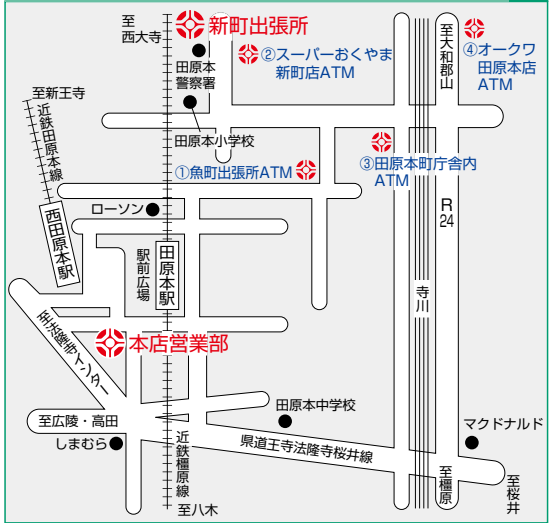 至
西大寺
新町出張所
②スーパーおくやま
新町店ATM
至大和郡山
④オークワ
田原本店
ATM
田原本
警察署
至新王寺
近鉄田原本線
田原本小学校
①魚町出張所ATM
③田原本町庁舎内
ATM
ローソン
西田原本駅
駅前広場
田原本駅
R
24
寺川
本店営業部
至法隆寺インター
至広陵・高田
しまむら
田原本中学校
県道王寺法隆寺桜井線
マクドナルド
近鉄橿原線
至八木
至橿原
至桜井